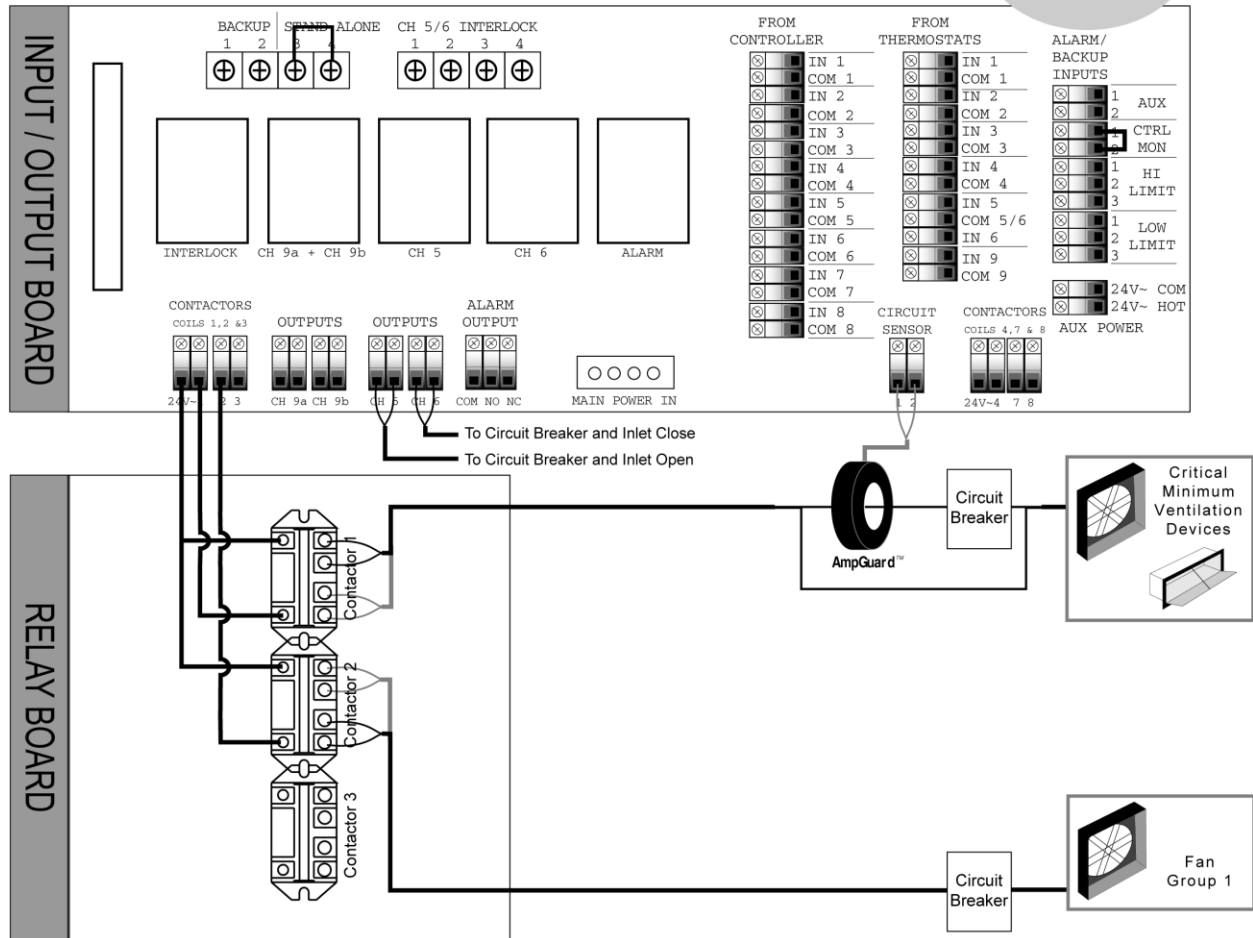 INPUT / OUTPUT BOARD
BACKUP STAND ALONE
1 2 3 4
CH 5/6 INTERLOCK
1 2 3 4
INTERLOCK
CH 9a + CH 9b
CH 5
CH 6
ALARM
FROM
CONTROLLER
IN 1
COM 1
IN 2
COM 2
IN 3
COM 3
IN 4
COM 4
IN 5
COM 5
IN 6
COM 6
IN 7
COM 7
IN 8
COM 8
FROM
THERMOSTATS
IN 1
COM 1
IN 2
COM 2
IN 3
COM 3
IN 4
COM 4
IN 5
COM 5/6
IN 6
IN 9
COM 9
ALARM/
BACKUP
INPUTS
1
2
AUX
1
2
CTRL
MON
1
2
3
HI
LIMIT
1
2
3
LOW
LIMIT
24V~ COM
24V~ HOT
AUX POWER
CONTACTORS
COILS 1,2 &3
24V~1 2 3
OUTPUTS
CH 9a CH 9b
OUTPUTS
CH 5 CH 6
ALARM
OUTPUT
COM NO NC
MAIN POWER IN
CIRCUIT
SENSOR
1 2
CONTACTORS
COILS 4,7 & 8
24V~4 7 8
To Circuit Breaker and Inlet Close
To Circuit Breaker and Inlet Open
RELAY BOARD
Contactor 1
Contactor 2
Contactor 3
AmpGuard™
Circuit
Breaker
Critical
Minimum
Ventilation
Devices
Circuit
Breaker
Fan
Group 1